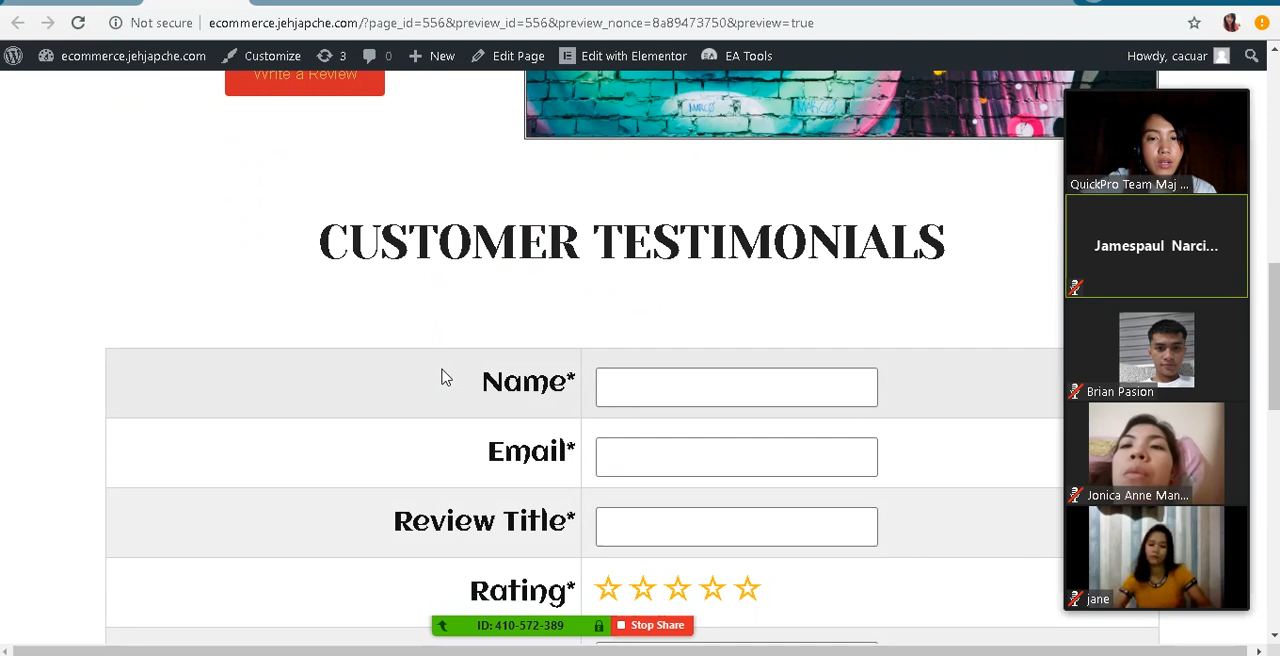 Not secure | ecommerce.jehjapche.com/?page_id=556&preview_id=556&preview_nonce=8a89473750&preview=true
ecommerce.jehjapche.com Customize 3 0 New Edit Page Edit with Elementor EA Tools Howdy, cacuar
Write a Review
MARCO MARCO
QuickPro Team Maj ...
CUSTOMER TESTIMONIALS
Jamespaul Narci...
Name*
Brian Pasion
Email*
Jonica Anne Man...
Review Title*
Rating*
jane
ID: 410-572-389 Stop Share